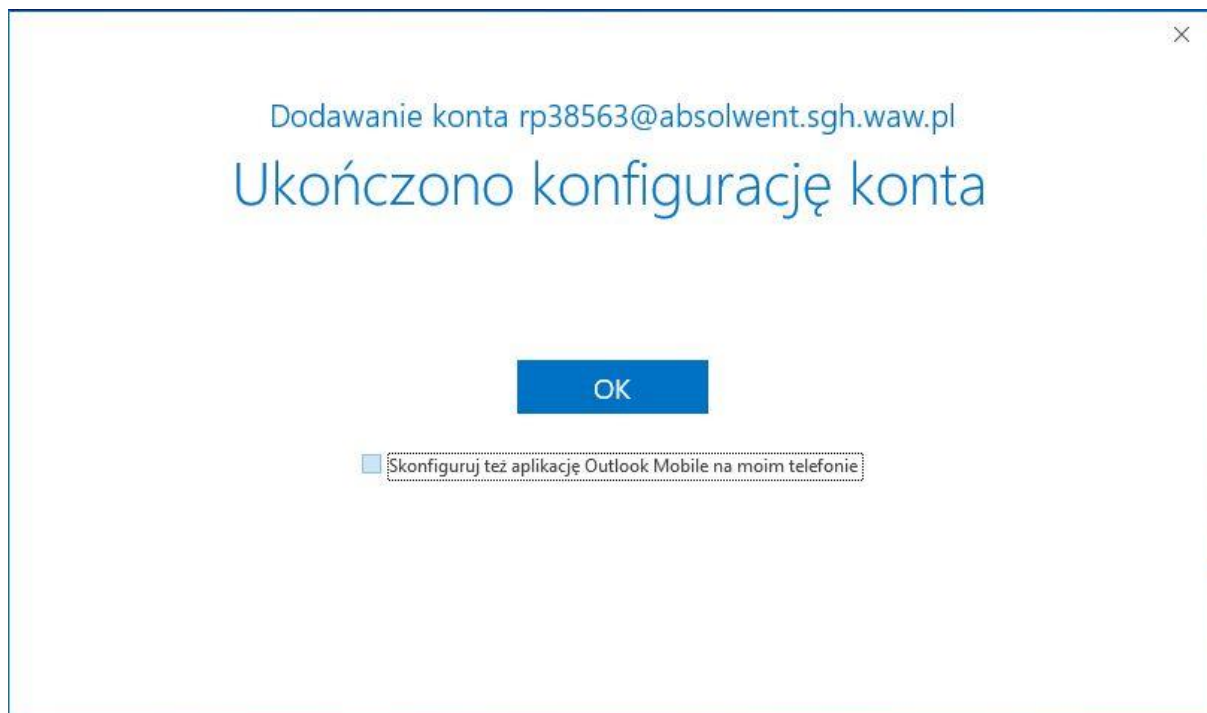 Dodawanie konta rp38563@absolwent.sgh.waw.pl
Ukończono konfigurację konta
OK
Skonfiguruj też aplikację Outlook Mobile na moim telefonie